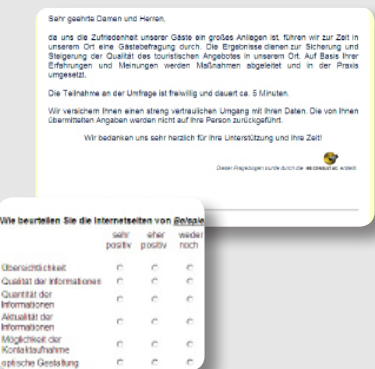 Sehr geehrte Damen und Herren,
da uns die Zufriedenheit unserer Gäste ein großes Anliegen ist, führen wir zur Zeit in
unserem Ort eine Gästebefragung durch. Die Ergebnisse dienen zur Sicherung und
Steigerung der Qualität des touristischen Angebotes in unserem Ort. Auf Basis Ihrer
Erfahrungen und Meinungen werden Maßnahmen abgeleitet und in der Praxis
umgesetzt.
Die Teilnahme an der Umfrage ist freiwillig und dauert ca. 5 Minuten.
Wir versichern Ihnen einen streng vertraulichen Umgang mit Ihren Daten. Die von Ihnen
übermittelten Angaben werden nicht auf Ihre Person zurückgeführt.
Wir bedanken uns sehr herzlich für Ihre Unterstützung und Ihre Zeit!
Dieser Fragebogen wurde durch die erstellt.
Wie beurteilen Sie die Internetseiten von Beispiel
sehr eher weder
positiv positiv noch
Übersichtlichkeit
Qualität der Informationen
Quantität der
Informationen
Aktualität der
Informationen
Möglichkeit der
Kontaktaufnahme
optische Gestaltung